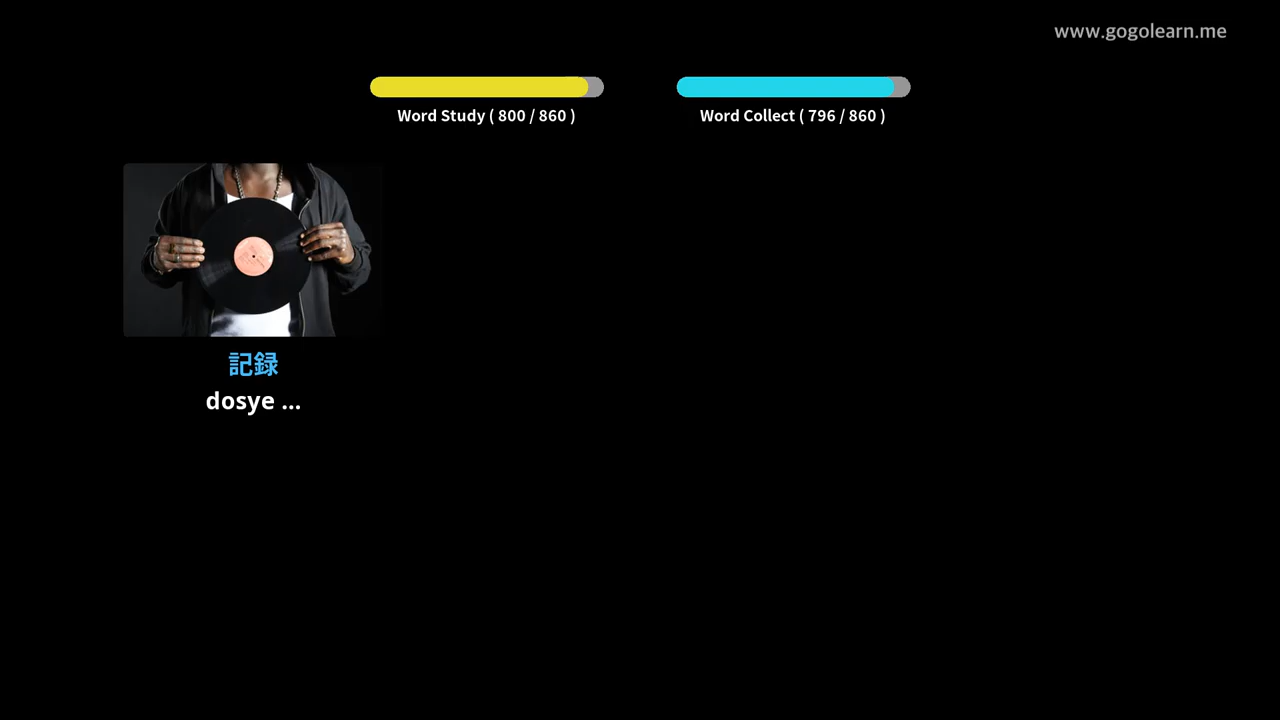 www.gogolearn.me
Word Study ( 800 / 860 )
Word Collect ( 796 / 860 )
記録
dosye ...